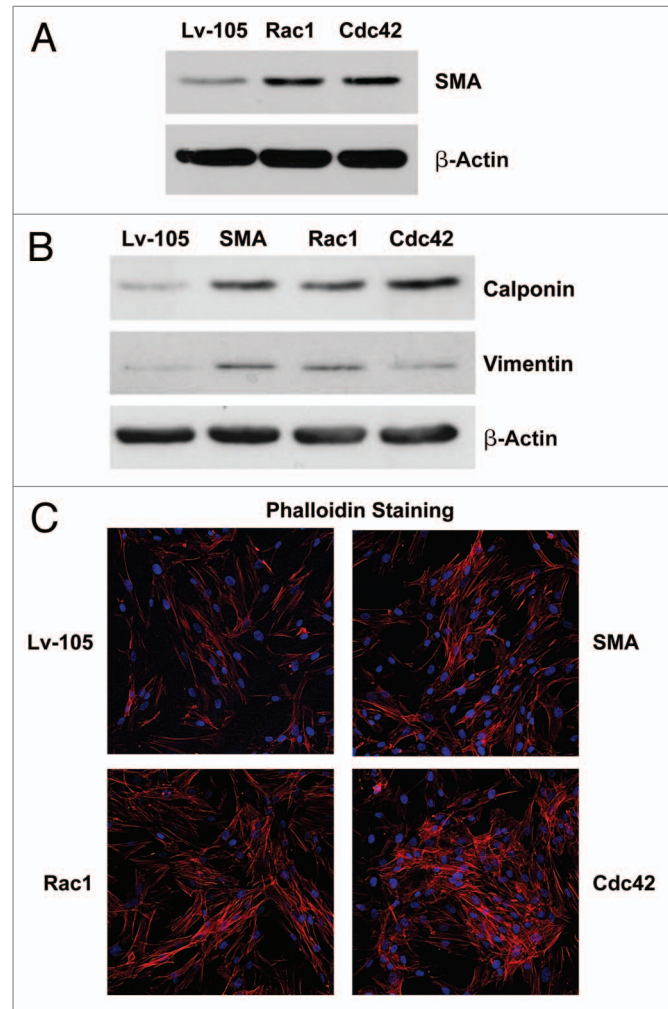 A
Lv-105 Rac1 Cdc42
SMA
β-Actin
B
Lv-105 SMA Rac1 Cdc42
Calponin
Vimentin
β-Actin
C
Phalloidin Staining
Lv-105
SMA
Rac1
Cdc42